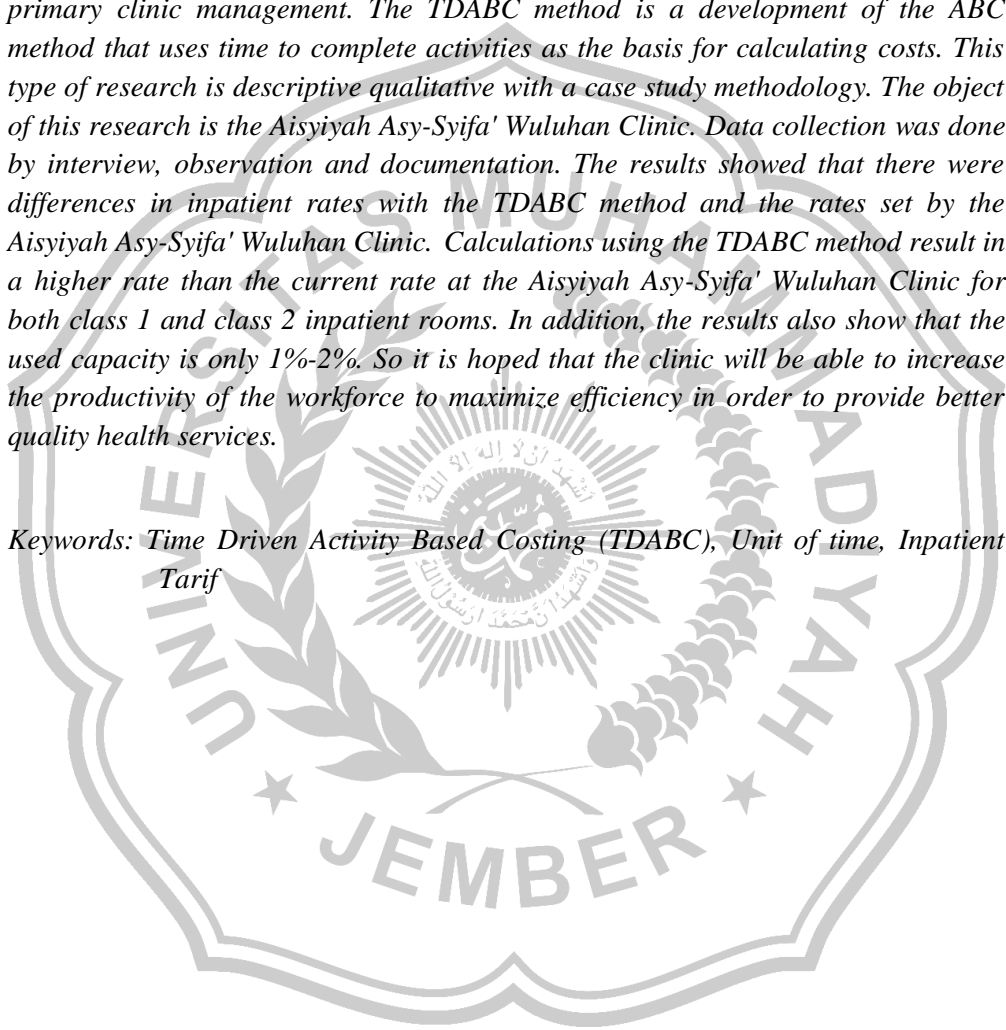 primary clinic management. The TDABC method is a development of the ABC
method that uses time to complete activities as the basis for calculating costs. This
type of research is descriptive qualitative with a case study methodology. The object
of this research is the Aisyiyah Asy-Syifa' Wuluhan Clinic. Data collection was done
by interview, observation and documentation. The results showed that there were
differences in inpatient rates with the TDABC method and the rates set by the
Aisyiyah Asy-Syifa' Wuluhan Clinic. Calculations using the TDABC method result in
a higher rate than the current rate at the Aisyiyah Asy-Syifa' Wuluhan Clinic for
both class 1 and class 2 inpatient rooms. In addition, the results also show that the
used capacity is only 1%-2%. So it is hoped that the clinic will be able to increase
the productivity of the workforce to maximize efficiency in order to provide better
quality health services.
Keywords: Time Driven Activity Based Costing (TDABC), Unit of time, Inpatient
Tarif
UNIVERSITAS MUHAMMADIYAH
JEMBER